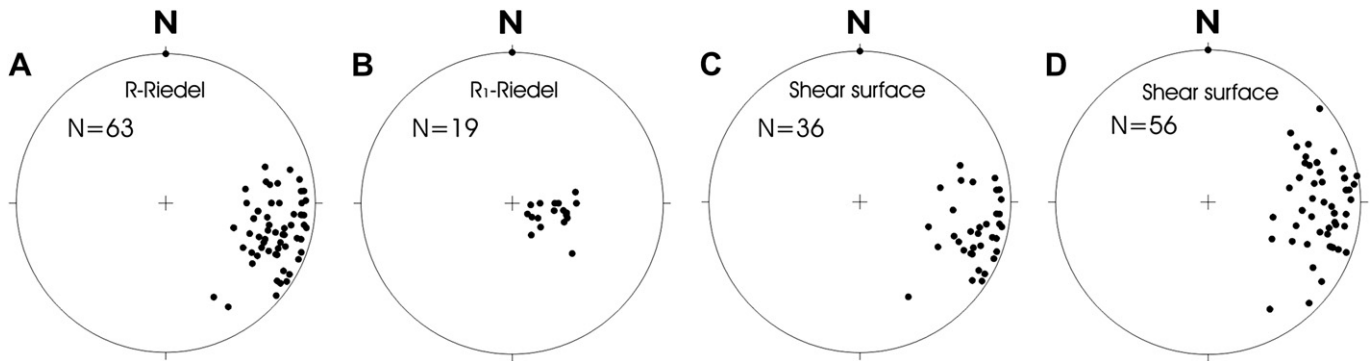 N N N N
A B C D
R-Riedel R₁-Riedel Shear surface Shear surface
N=63 N=19 N=36 N=56